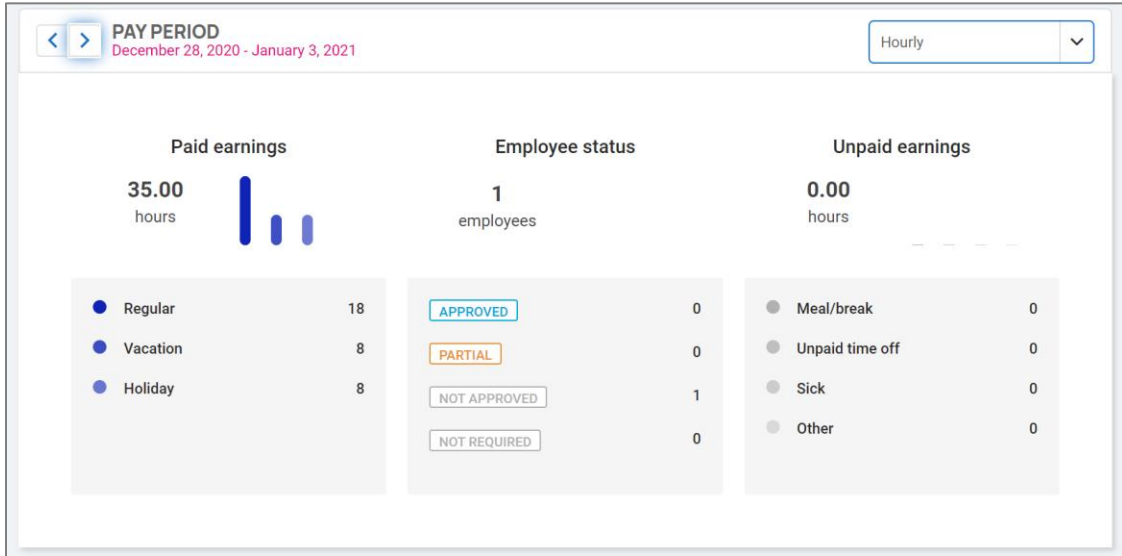 PAY PERIOD
December 28, 2020 - January 3, 2021
Hourly
Paid earnings
35.00
hours
Regular 18
Vacation 8
Holiday 8
Employee status
1
employees
APPROVED 0
PARTIAL 0
NOT APPROVED 1
NOT REQUIRED 0
Unpaid earnings
0.00
hours
Meal/break 0
Unpaid time off 0
Sick 0
Other 0